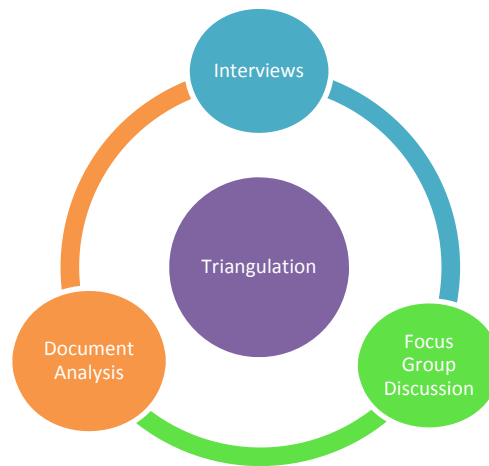 Interviews
Triangulation
Document
Analysis
Focus
Group
Discussion